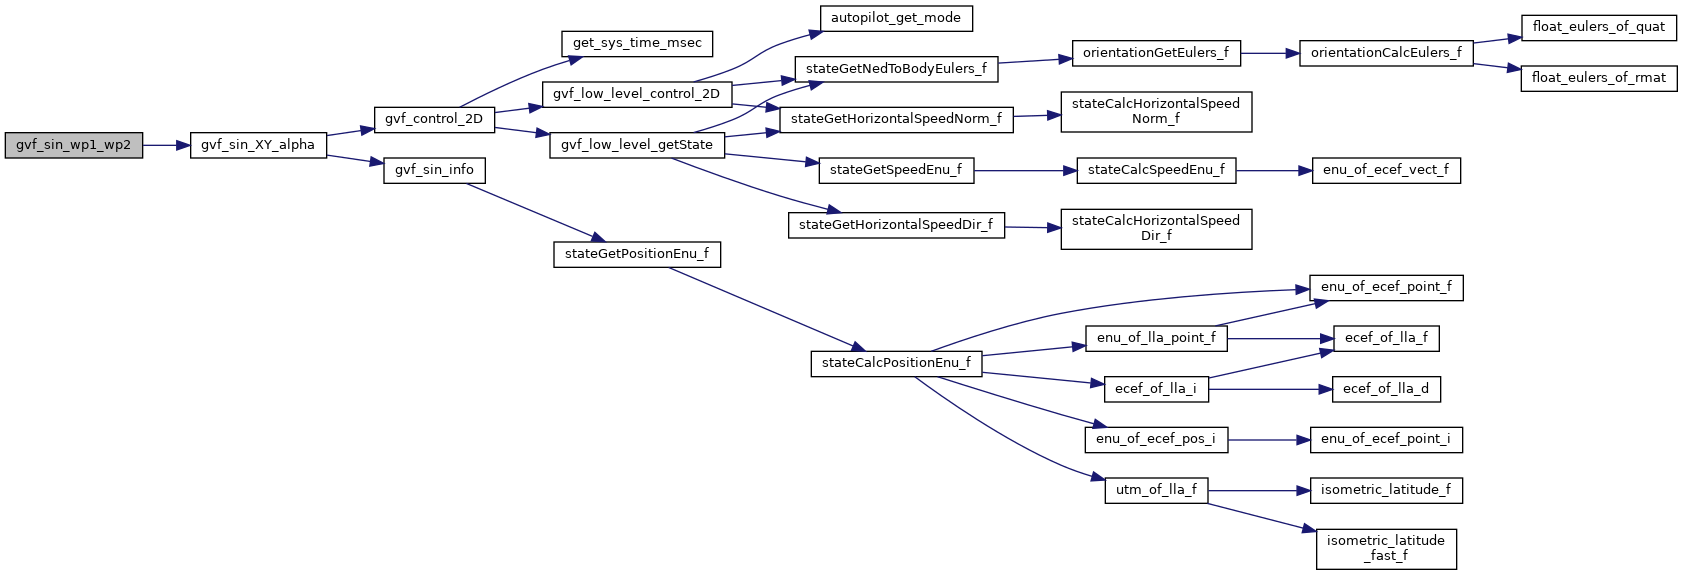 autopilot_get_mode
float_eulers_of_quat
get_sys_time_msec
orientationGetEulers_f
orientationCalcEulers_f
stateGetNedToBodyEulers_f
float_eulers_of_rmat
gvf_low_level_control_2D
stateCalcHorizontalSpeed
Norm_f
gvf_control_2D
stateGetHorizontalSpeedNorm_f
gvf_sin_wp1_wp2
gvf_sin_XY_alpha
gvf_low_level_getState
gvf_sin_info
stateGetSpeedEnu_f
stateCalcSpeedEnu_f
enu_of_ecef_vect_f
stateGetHorizontalSpeedDir_f
stateCalcHorizontalSpeed
Dir_f
stateGetPositionEnu_f
enu_of_ecef_point_f
enu_of_lla_point_f
ecef_of_lla_f
stateCalcPositionEnu_f
ecef_of_lla_i
ecef_of_lla_d
enu_of_ecef_pos_i
enu_of_ecef_point_i
utm_of_lla_f
isometric_latitude_f
isometric_latitude
_fast_f